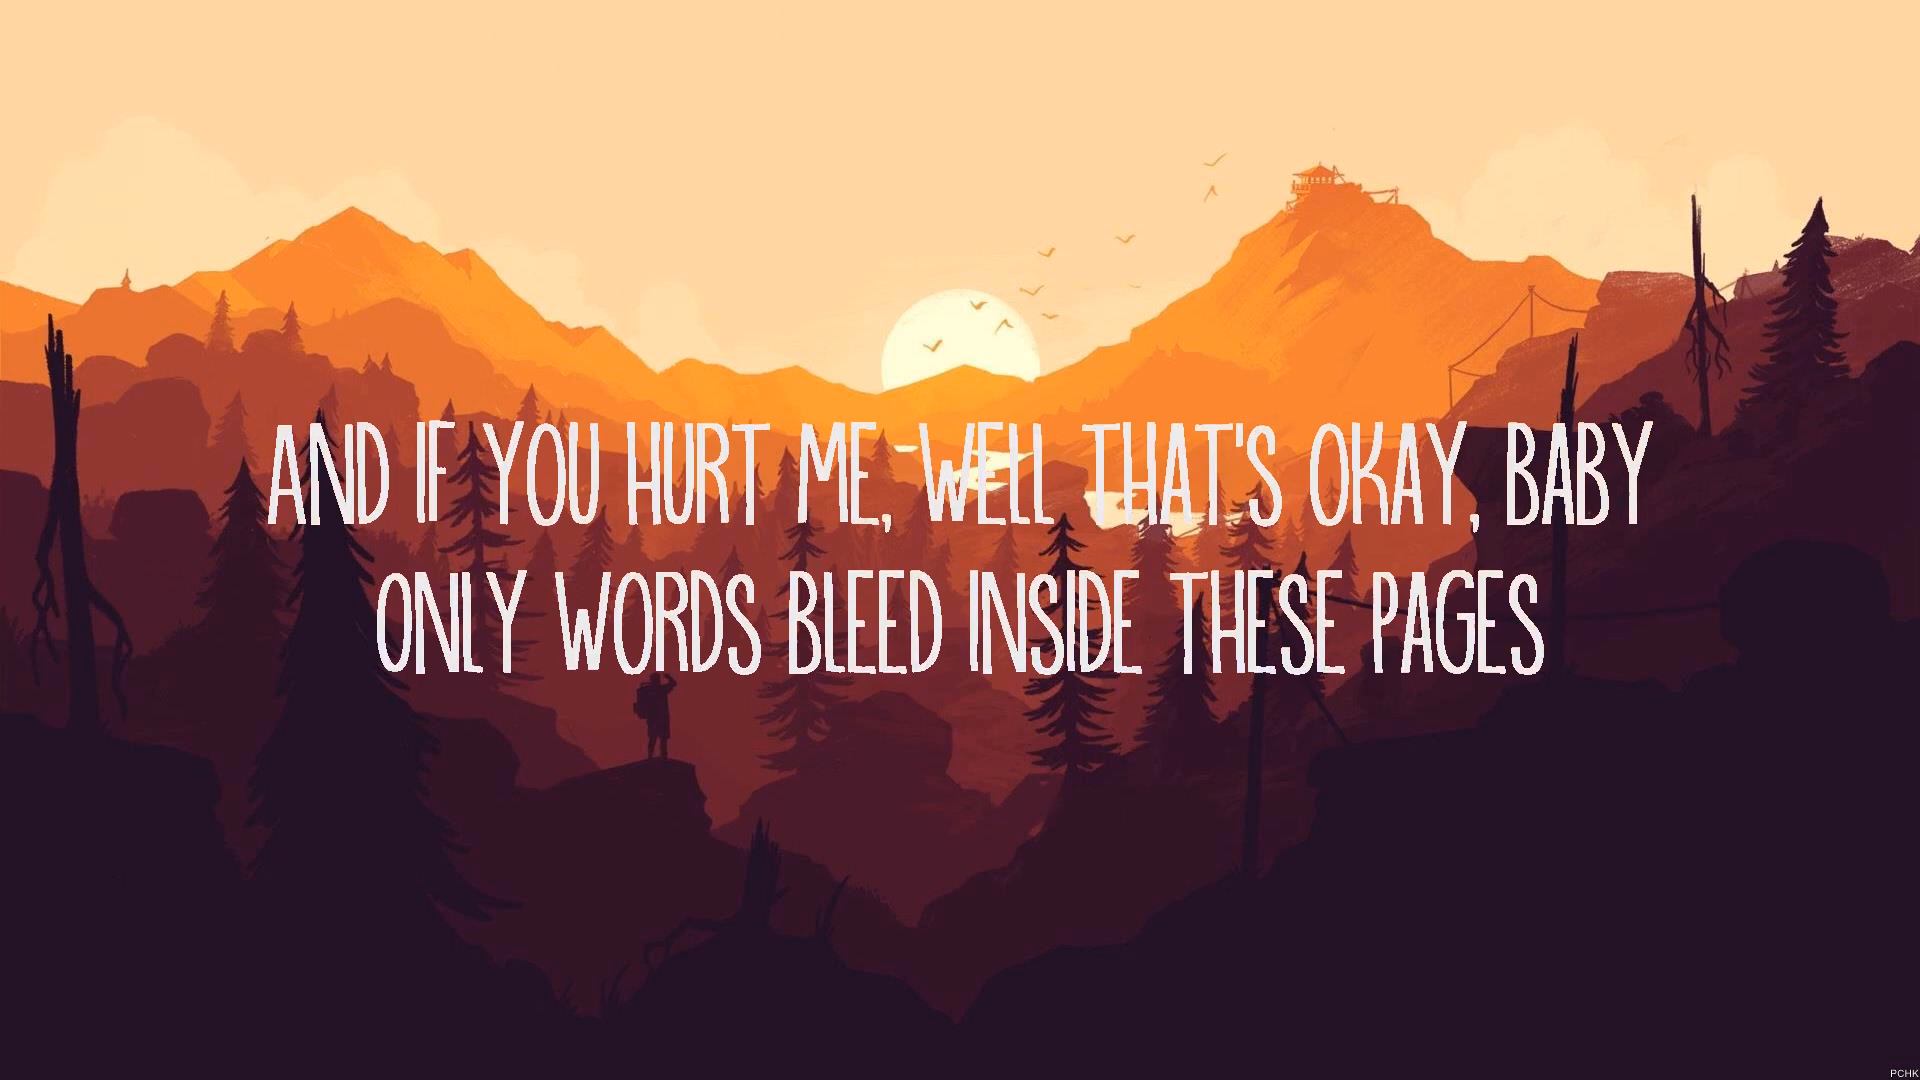 AND IF YOU HURT ME, WELL THAT'S OKAY, BABY
ONLY WORDS BLEED INSIDE THESE PAGES
PCHK